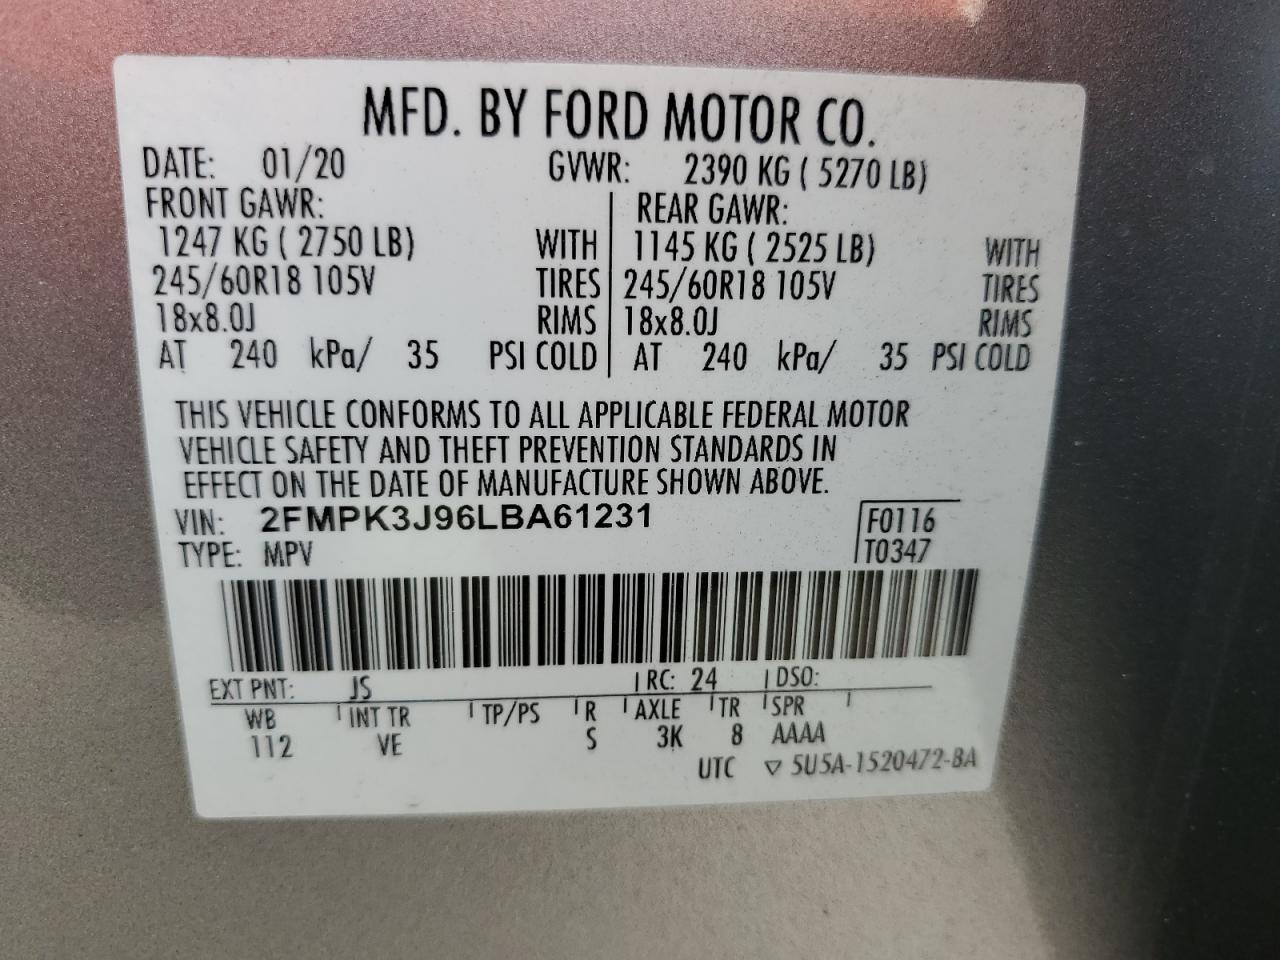 MFD. BY FORD MOTOR CO.
DATE: 01/20 GVWR: 2390 KG ( 5270 LB)
FRONT GAWR: REAR GAWR:
1247 KG ( 2750 LB) WITH 1145 KG ( 2525 LB) WITH
245/60R18 105V TIRES 245/60R18 105V TIRES
18x8.0J RIMS 18x8.0J RIMS
AT 240 kPa/ 35 PSI COLD AT 240 kPa/ 35 PSI COLD
THIS VEHICLE CONFORMS TO ALL APPLICABLE FEDERAL MOTOR
VEHICLE SAFETY AND THEFT PREVENTION STANDARDS IN
EFFECT ON THE DATE OF MANUFACTURE SHOWN ABOVE.
VIN: 2FMPK3J96LBA61231 F0116
TYPE: MPV T0347
EXT PNT: JS RC: 24 DSO:
WB INT TR TP/PS R AXLE TR SPR
112 VE S 3K 8 AAAA
UTC ▽ 5U5A-1520472-BA